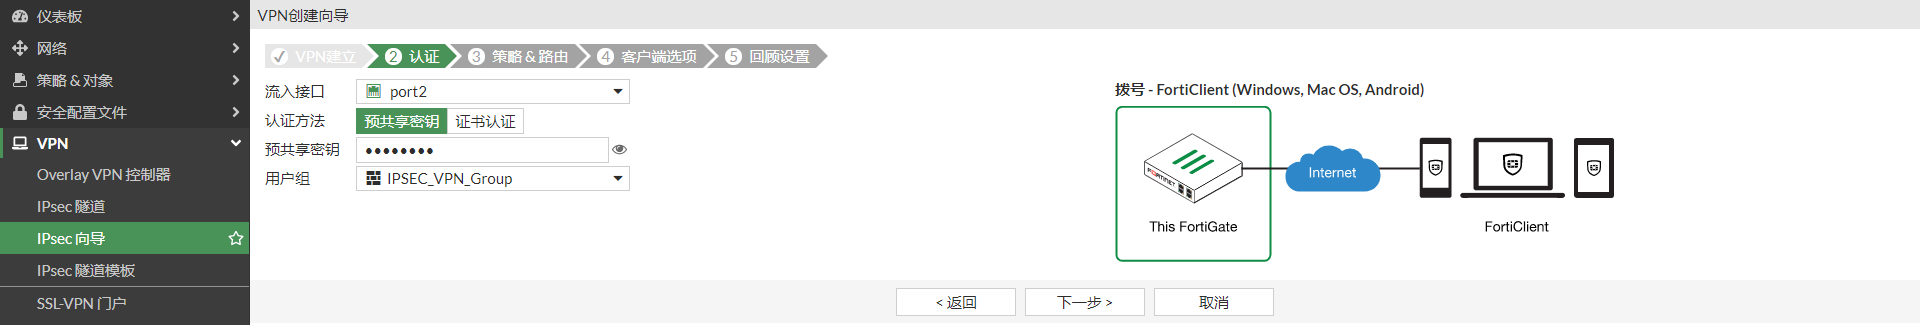 仪表板
网络
策略 & 对象
安全配置文件
VPN
Overlay VPN 控制器
IPsec 隧道
IPsec 向导
IPsec 隧道模板
SSL-VPN 门户
VPN创建向导
VPN建立 2 认证 3 策略 & 路由 4 客户端选项 5 回顾设置
流入接口 port2
认证方法 预共享密钥 证书认证
预共享密钥 ••••••••
用户组 IPSEC_VPN_Group
拨号 - FortiClient (Windows, Mac OS, Android)
FORTINET
Internet
This FortiGate
FortiClient
< 返回 下一步 > 取消